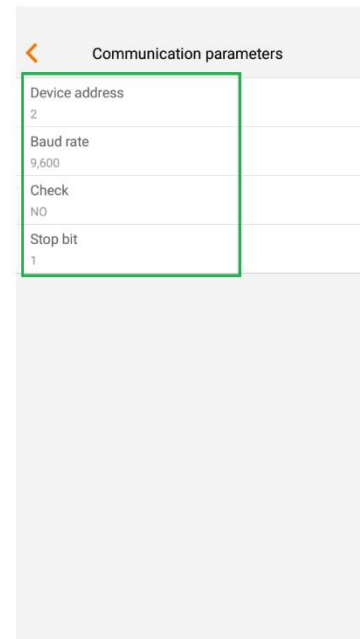 Communication parameters
Device address
2
Baud rate
9,600
Check
NO
Stop bit
1